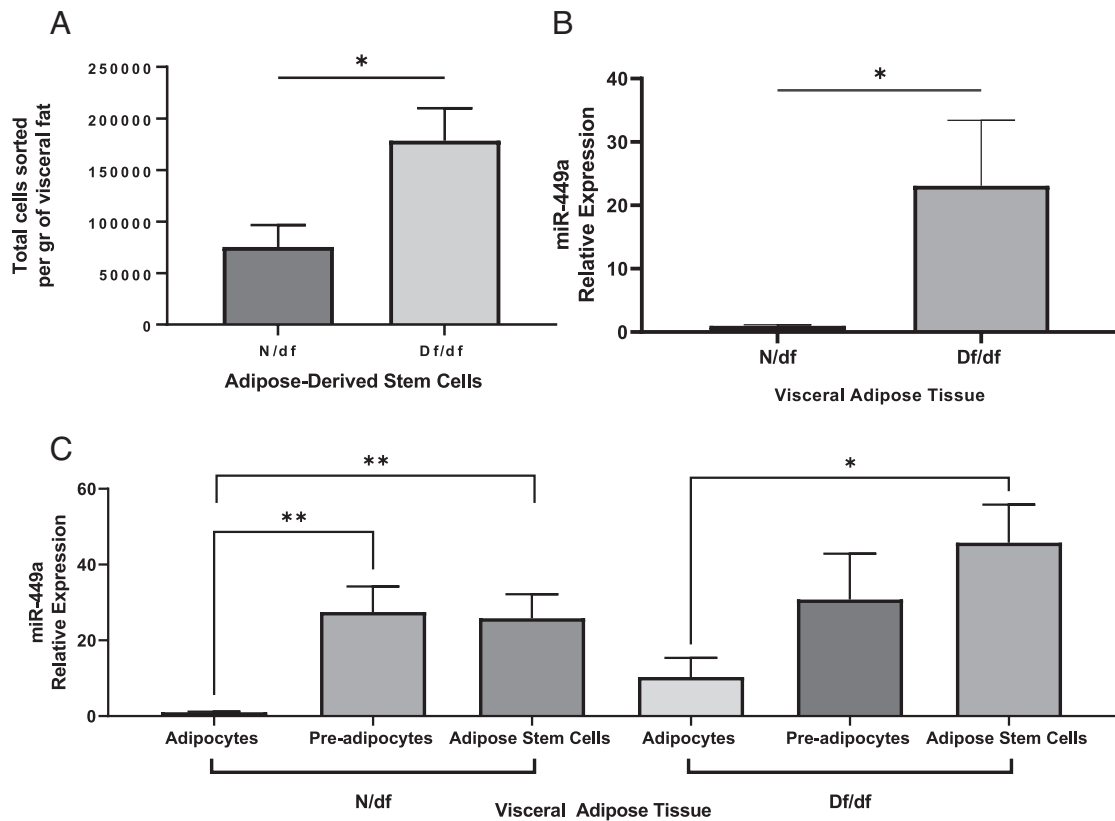 A
Total cells sorted
per gr of visceral fat
250000
200000
150000
100000
50000
0
*
N/df
Df/df
Adipose-Derived Stem Cells
B
miR-449a
Relative Expression
40
30
20
10
0
*
N/df
Df/df
Visceral Adipose Tissue
C
miR-449a
Relative Expression
60
40
20
0
**
**
*
Adipocytes
Pre-adipocytes
Adipose Stem Cells
Adipocytes
Pre-adipocytes
Adipose Stem Cells
N/df
Visceral Adipose Tissue
Df/df